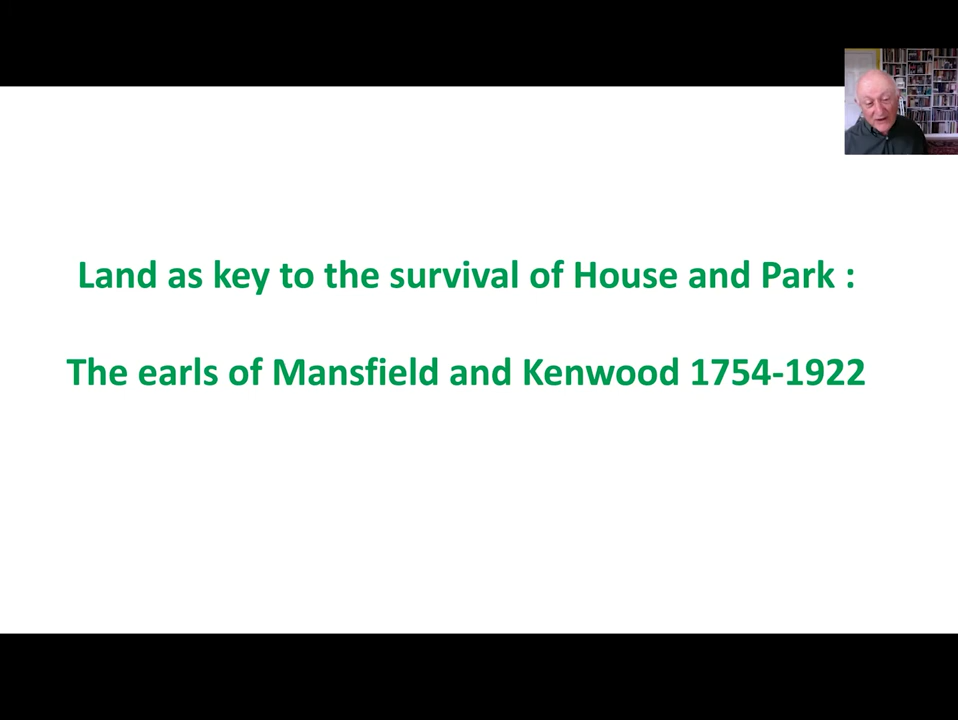 Land as key to the survival of House and Park :
The earls of Mansfield and Kenwood 1754-1922